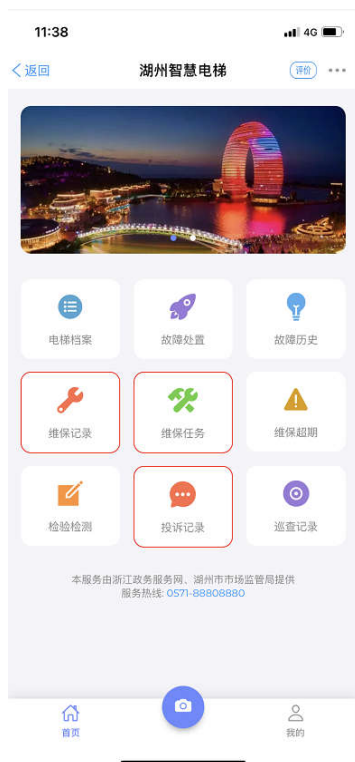 11:38 4G
返回 湖州智慧电梯 评价
电梯档案 故障处置 故障历史
维保记录 维保任务 维保超期
检验检测 投诉记录 巡查记录
本服务由浙江政务服务网、湖州市市场监管局提供
服务热线: 0571-88808880
首页 我的